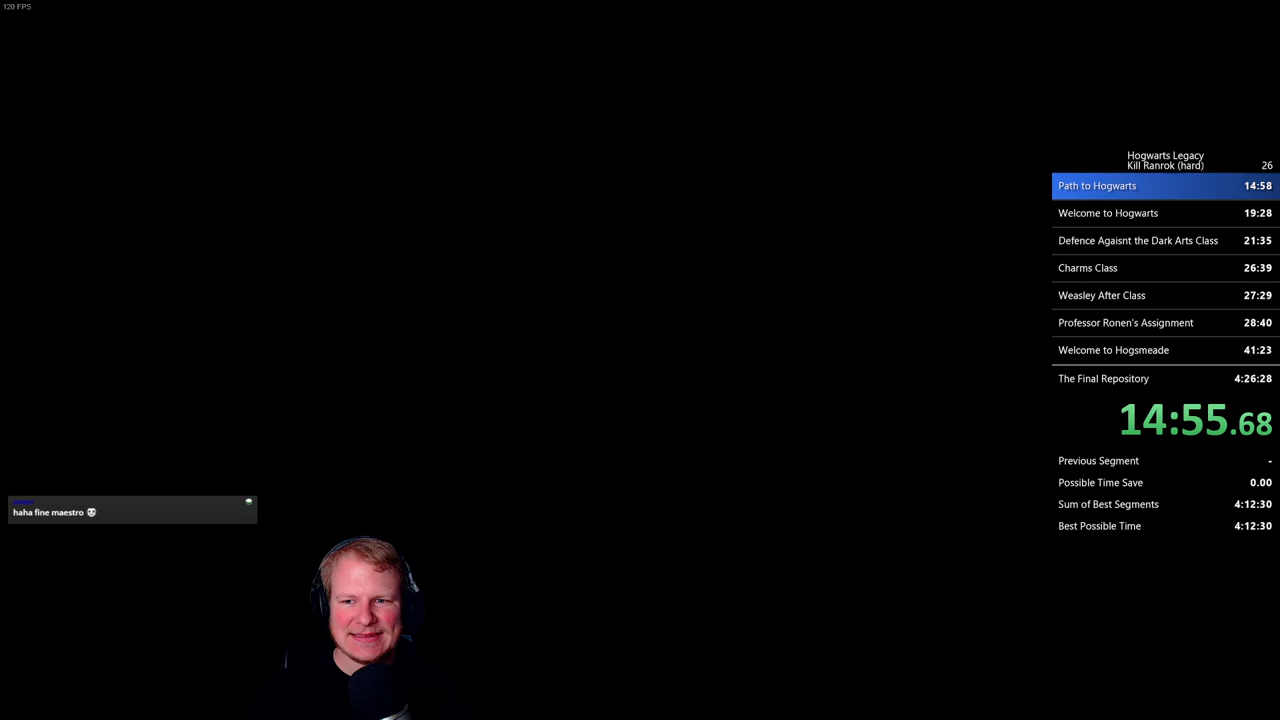 120 FPS
Hogwarts Legacy
Kill Ranrok (hard) 26
Path to Hogwarts 14:58
Welcome to Hogwarts 19:28
Defence Agaisnt the Dark Arts Class 21:35
Charms Class 26:39
Weasley After Class 27:29
Professor Ronen's Assignment 28:40
Welcome to Hogsmeade 41:23
The Final Repository 4:26:28
14:55.68
Previous Segment -
Possible Time Save 0.00
Sum of Best Segments 4:12:30
Best Possible Time 4:12:30
haha fine maestro